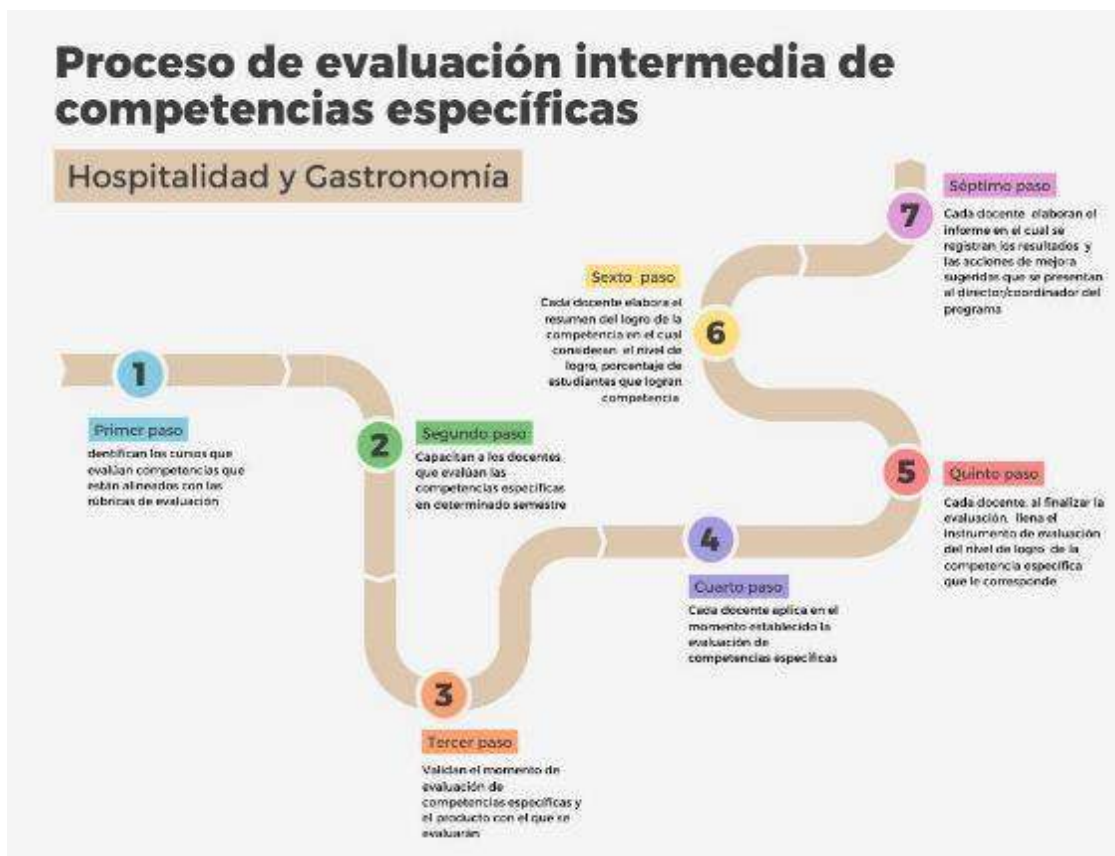 Proceso de evaluación intermedia de
competencias específicas
Hospitalidad y Gastronomía
1
Primer paso
dentifican los cursos que
evalúan competencias que
están alineados con las
rúbricas de evaluación
2
Segundo paso
Capacitan a los docentes
que evalúan las
competencias específicas
en determinado semestre
3
Tercer paso
Validan el momento de
evaluación de
competencias específicas y
el producto con el que se
evaluarán
4
Cuarto paso
Cada docente aplica en el
momento establecido la
evaluación de
competencias específicas
5
Quinto paso
Cada docente, al finalizar la
evaluación, llena el
instrumento de evaluación
del nivel de logro de la
competencia específica
que le corresponde
6
Sexto paso
Cada docente elabora el
resumen del logro de la
competencia en el cual
consideran el nivel de
logro, porcentaje de
estudiantes que logran
competencia
7
Séptimo paso
Cada docente elaboran el
informe en el cual se
registran los resultados y
las acciones de mejora
sugeridas que se presentan
al director/coordinador del
programa